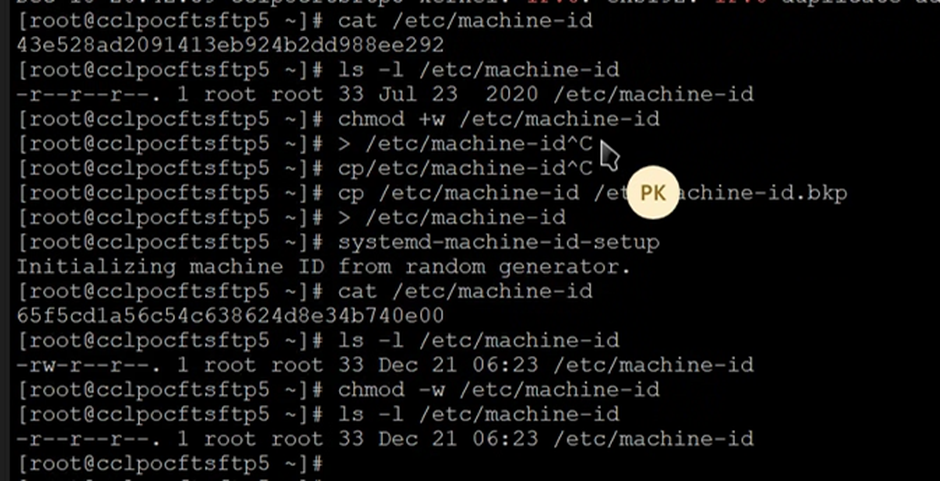 [root@cclpocftsftp5 ~]# cat /etc/machine-id
43e528ad2091413eb924b2dd988ee292
[root@cclpocftsftp5 ~]# ls -l /etc/machine-id
-r--r--r--. 1 root root 33 Jul 23  2020 /etc/machine-id
[root@cclpocftsftp5 ~]# chmod +w /etc/machine-id
[root@cclpocftsftp5 ~]# > /etc/machine-id^C
[root@cclpocftsftp5 ~]# cp/etc/machine-id^C
[root@cclpocftsftp5 ~]# cp /etc/machine-id /et PK achine-id.bkp
[root@cclpocftsftp5 ~]# > /etc/machine-id
[root@cclpocftsftp5 ~]# systemd-machine-id-setup
Initializing machine ID from random generator.
[root@cclpocftsftp5 ~]# cat /etc/machine-id
65f5cd1a56c54c638624d8e34b740e00
[root@cclpocftsftp5 ~]# ls -l /etc/machine-id
-rw-r--r--. 1 root root 33 Dec 21 06:23 /etc/machine-id
[root@cclpocftsftp5 ~]# chmod -w /etc/machine-id
[root@cclpocftsftp5 ~]# ls -l /etc/machine-id
-r--r--r--. 1 root root 33 Dec 21 06:23 /etc/machine-id
[root@cclpocftsftp5 ~]#